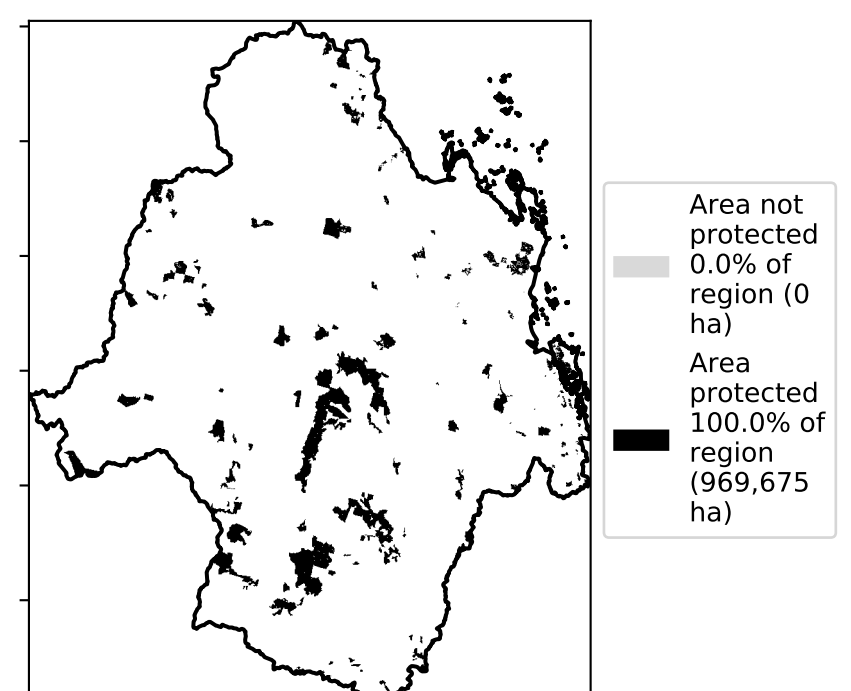 Area not
protected
0.0% of
region (0
ha)
Area
protected
100.0% of
region
(969,675
ha)